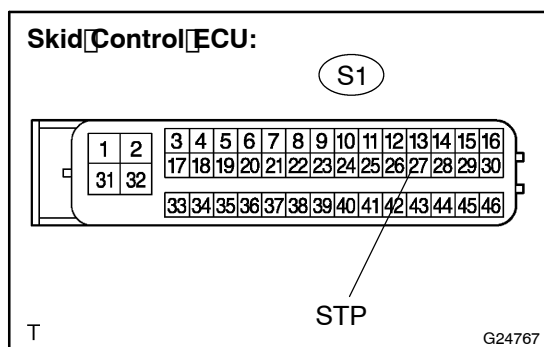 Skid Control ECU:
S1
1 2 3 4 5 6 7 8 9 10 11 12 13 14 15 16
31 32 17 18 19 20 21 22 23 24 25 26 27 28 29 30
33 34 35 36 37 38 39 40 41 42 43 44 45 46
STP
T G24767